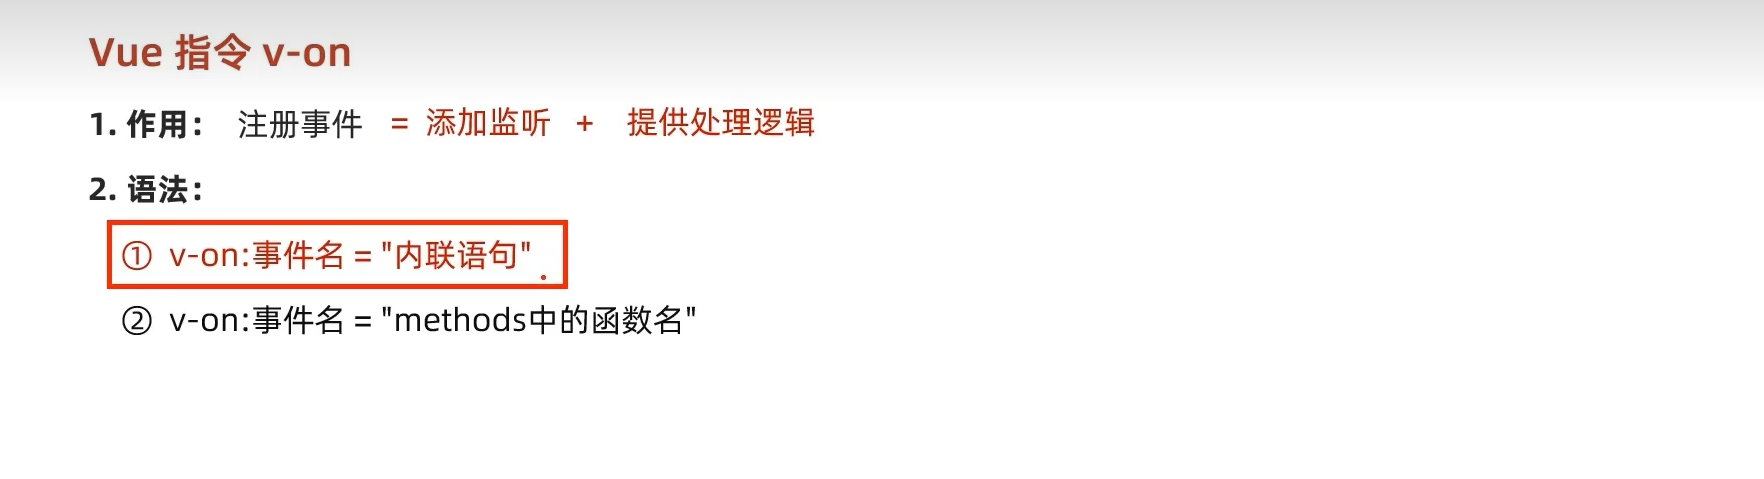 Vue 指令 v-on
1. 作用： 注册事件 = 添加监听 + 提供处理逻辑
2. 语法：
① v-on:事件名 = "内联语句"
② v-on:事件名 = "methods中的函数名"